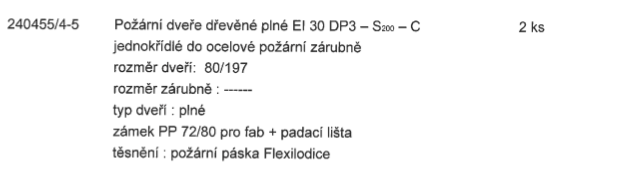 240455/4-5 Požární dveře dřevěné plné EI 30 DP3 – S₂₀₀ – C 2 ks
jednokřídlé do ocelové požární zárubně
rozměr dveří: 80/197
rozměr zárubně : ------
typ dveří : plné
zámek PP 72/80 pro fab + padací lišta
těsnění : požární páska Flexilodice